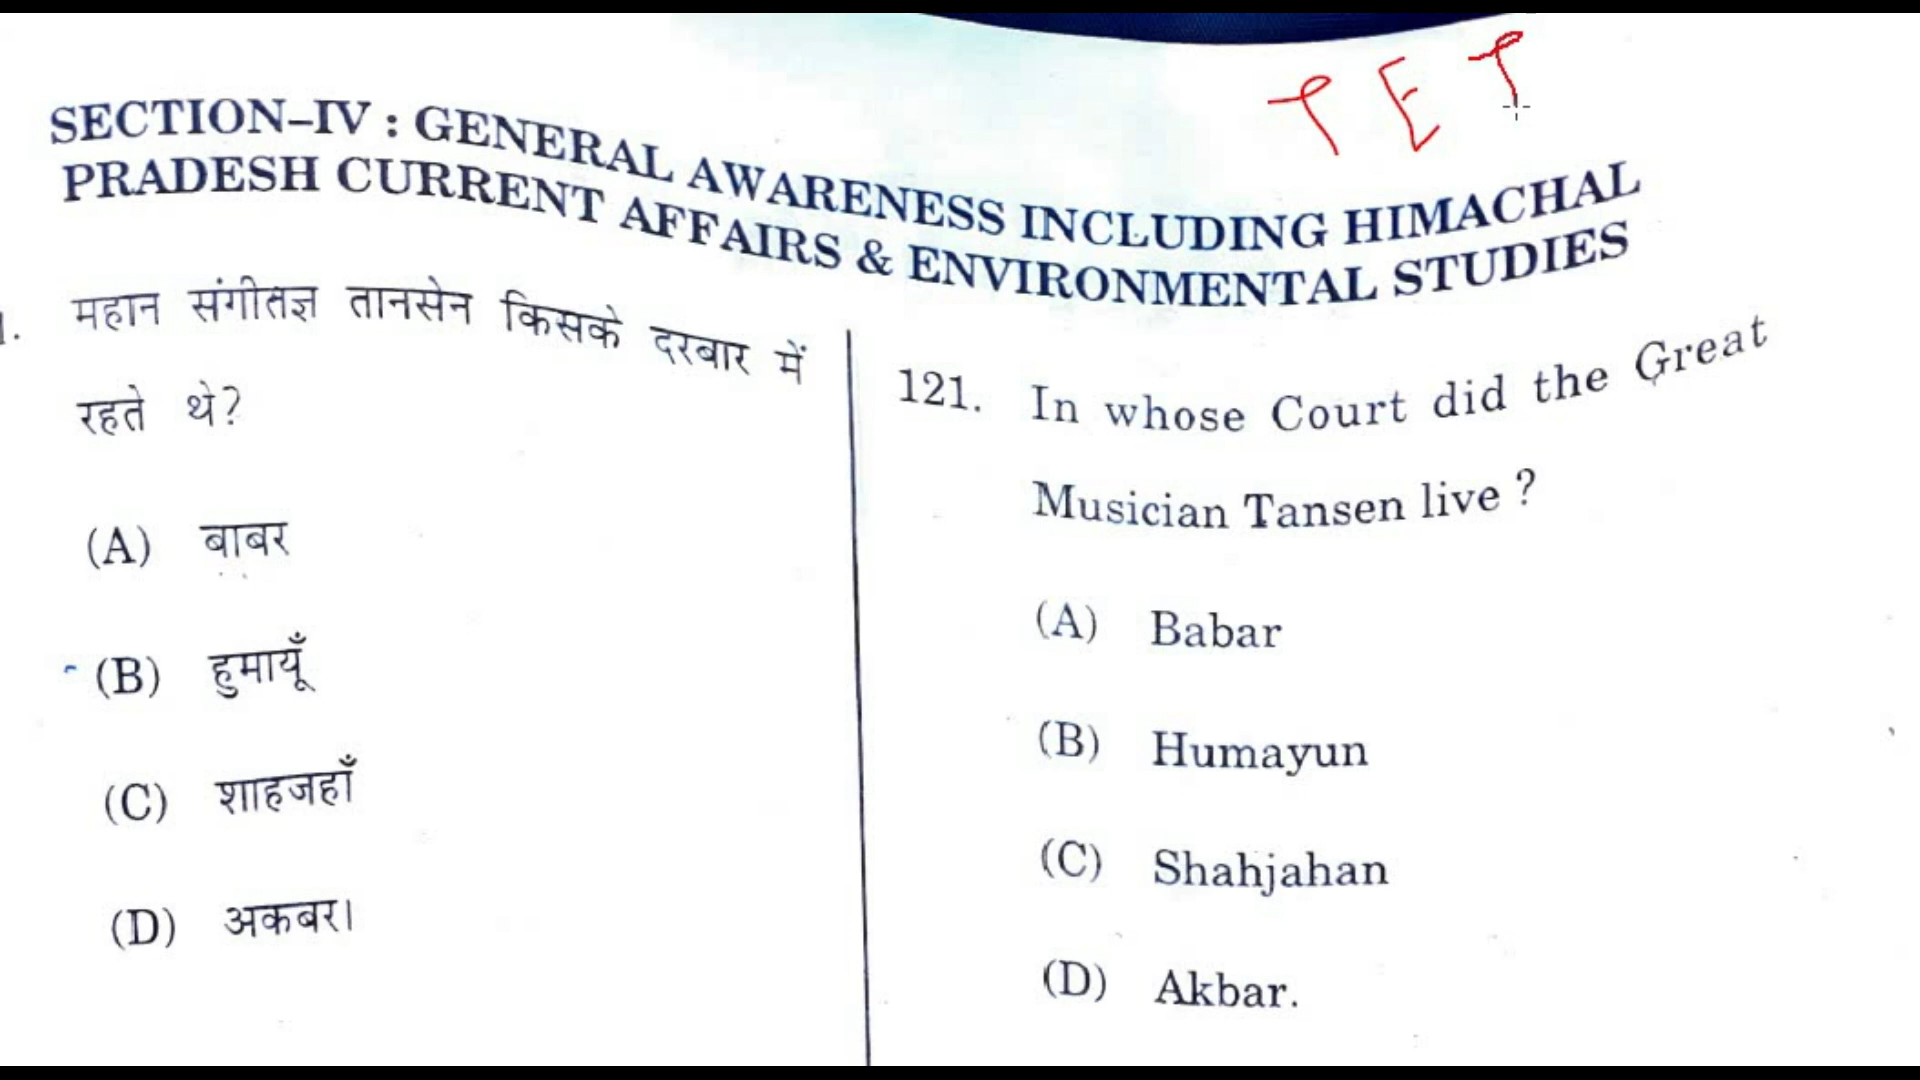 TET
SECTION–IV : GENERAL AWARENESS INCLUDING HIMACHAL
PRADESH CURRENT AFFAIRS & ENVIRONMENTAL STUDIES
महान संगीतज्ञ तानसेन किसके दरबार में
रहते थे?
(A) बाबर
(B) हुमायूँ
(C) शाहजहाँ
(D) अकबर।
121. In whose Court did the Great
Musician Tansen live ?
(A) Babar
(B) Humayun
(C) Shahjahan
(D) Akbar.